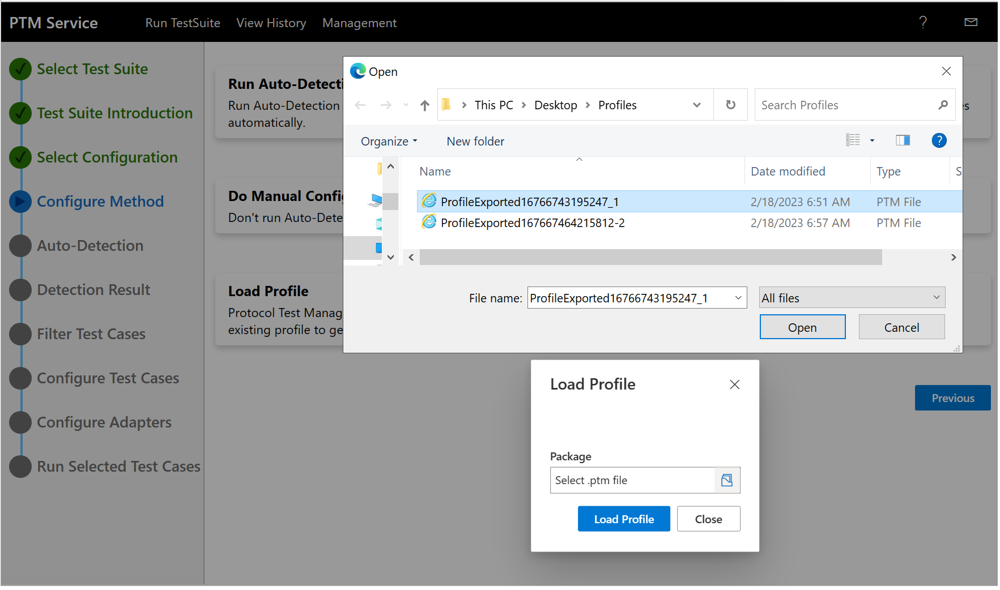 PTM Service
Run TestSuite
View History
Management
?
Select Test Suite
Test Suite Introduction
Select Configuration
Configure Method
Auto-Detection
Detection Result
Filter Test Cases
Configure Test Cases
Configure Adapters
Run Selected Test Cases
Run Auto-Detecti
Run Auto-Detection
automatically.
Do Manual Config
Don't run Auto-Dete
Load Profile
Protocol Test Manag
existing profile to ge
Open
This PC > Desktop > Profiles
Search Profiles
Organize
New folder
?
Name
Date modified
Type
S
ProfileExported16766743195247_1
2/18/2023 6:51 AM
PTM File
ProfileExported167667464215812-2
2/18/2023 6:57 AM
PTM File
File name:
ProfileExported16766743195247_1
All files
Open
Cancel
Load Profile
Package
Select .ptm file
Load Profile
Close
Previous